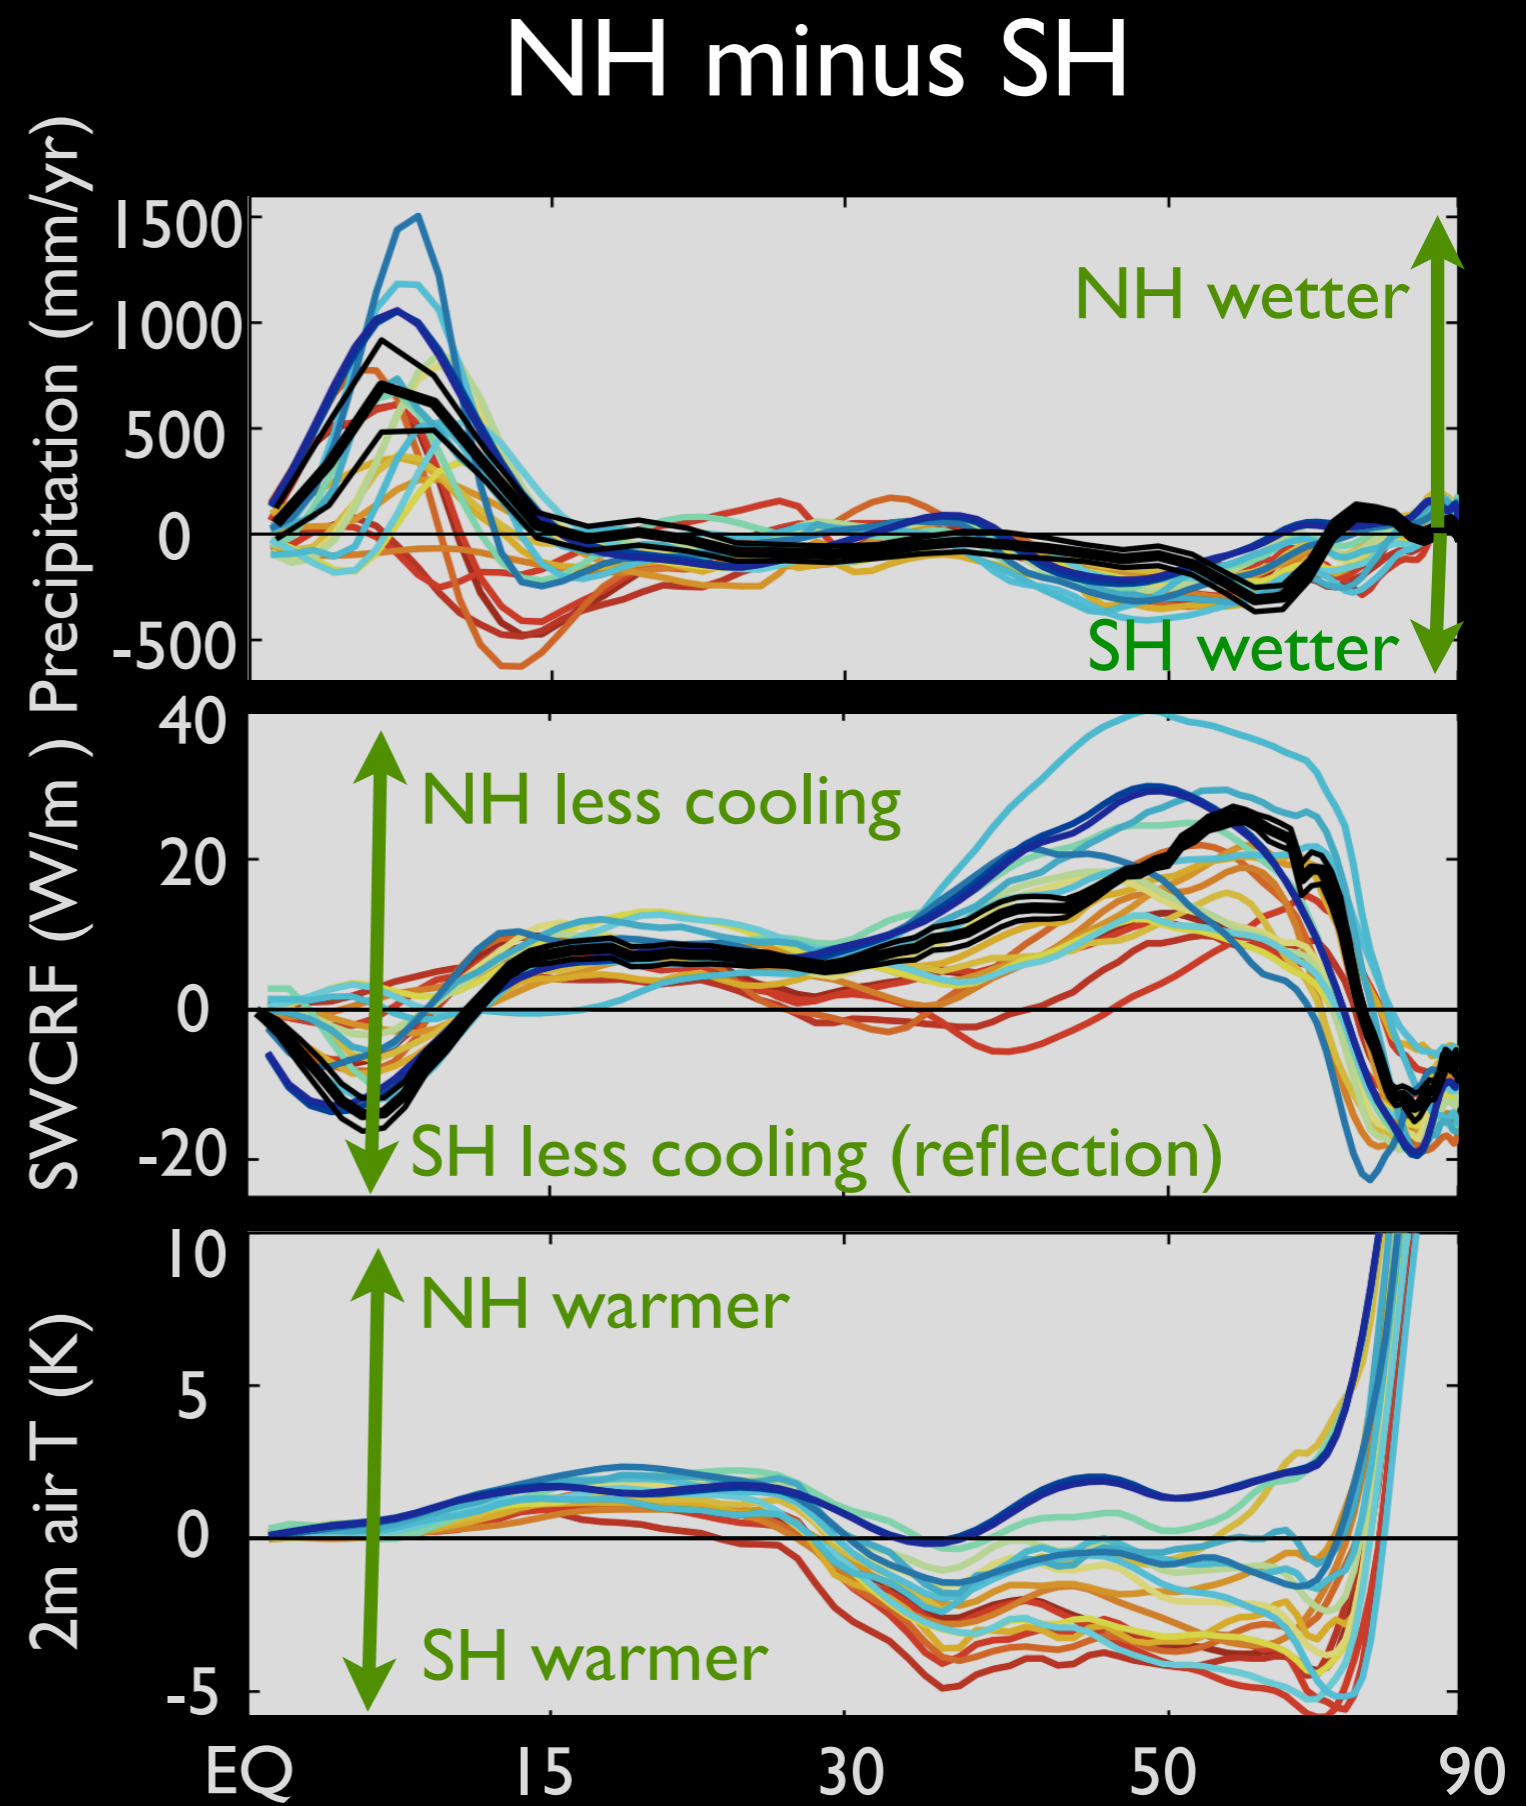 NH minus SH
Precipitation (mm/yr)
1500
1000
500
0
-500
NH wetter
SH wetter
SWCRF (W/m )
40
20
0
-20
NH less cooling
SH less cooling (reflection)
2m air T (K)
10
5
0
-5
NH warmer
SH warmer
EQ 15 30 50 90